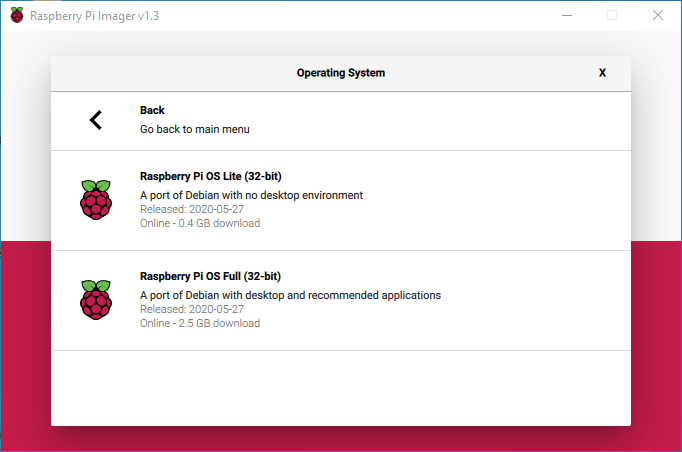 Raspberry Pi Imager v1.3
Operating System
X
Back
Go back to main menu
Raspberry Pi OS Lite (32-bit)
A port of Debian with no desktop environment
Released: 2020-05-27
Online - 0.4 GB download
Raspberry Pi OS Full (32-bit)
A port of Debian with desktop and recommended applications
Released: 2020-05-27
Online - 2.5 GB download